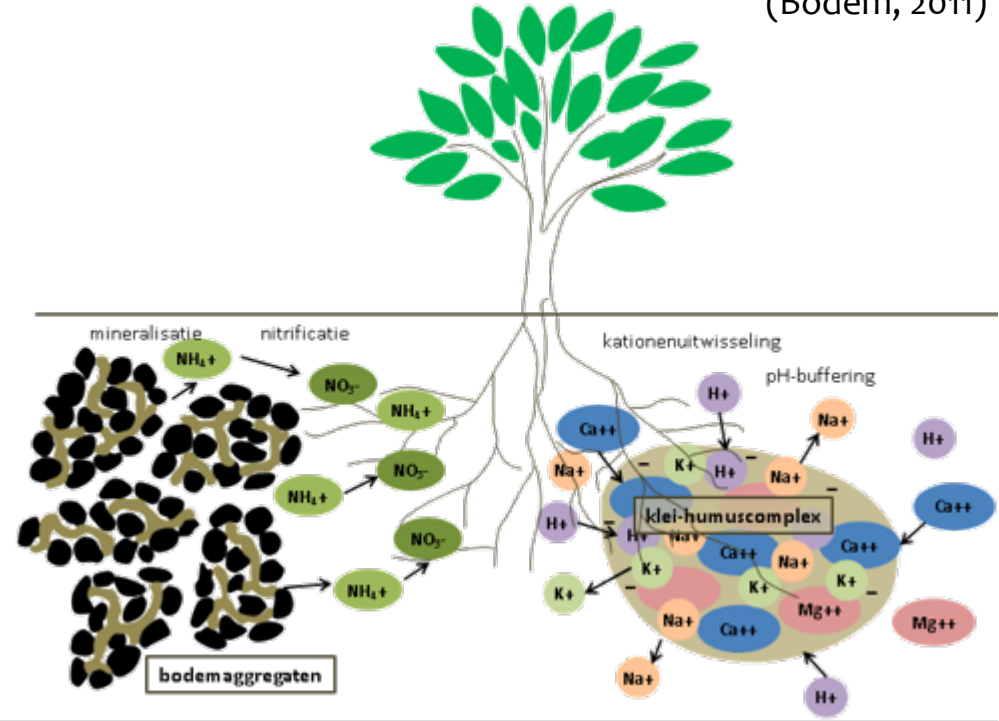 (Bodem, 2011)
mineralisatie nitrificatie
NH₄+
NO₃-
NH₄+
NO₃-
NH₄+
NO₃-
NH₄+
bodemaggregaten
kationenuitwisseling
pH-buffering
H+
Na+
H+
Ca++
Na+
K+
H+
Na+
Ca++
klei-humuscomplex
H+
H+
Na+
Ca++
Na+
Ca++
K+
K+
K+
K+
Mg++
Na+
Ca++
Mg++
Na+
H+